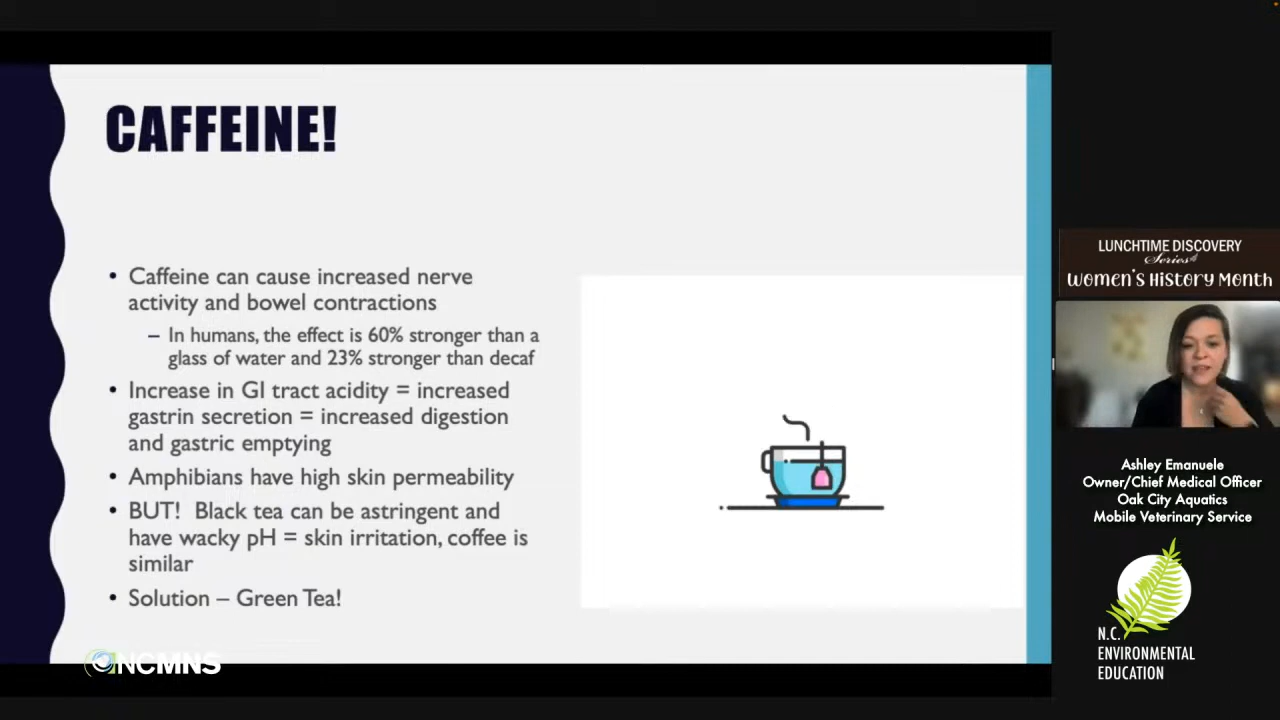 CAFFEINE!
• Caffeine can cause increased nerve
activity and bowel contractions
– In humans, the effect is 60% stronger than a
glass of water and 23% stronger than decaf
• Increase in GI tract acidity = increased
gastrin secretion = increased digestion
and gastric emptying
• Amphibians have high skin permeability
• BUT! Black tea can be astringent and
have wacky pH = skin irritation, coffee is
similar
• Solution – Green Tea!
NCMNS
LUNCHTIME DISCOVERY
Series
Women's History Month
Ashley Emanuele
Owner/Chief Medical Officer
Oak City Aquatics
Mobile Veterinary Service
N.C.
ENVIRONMENTAL
EDUCATION